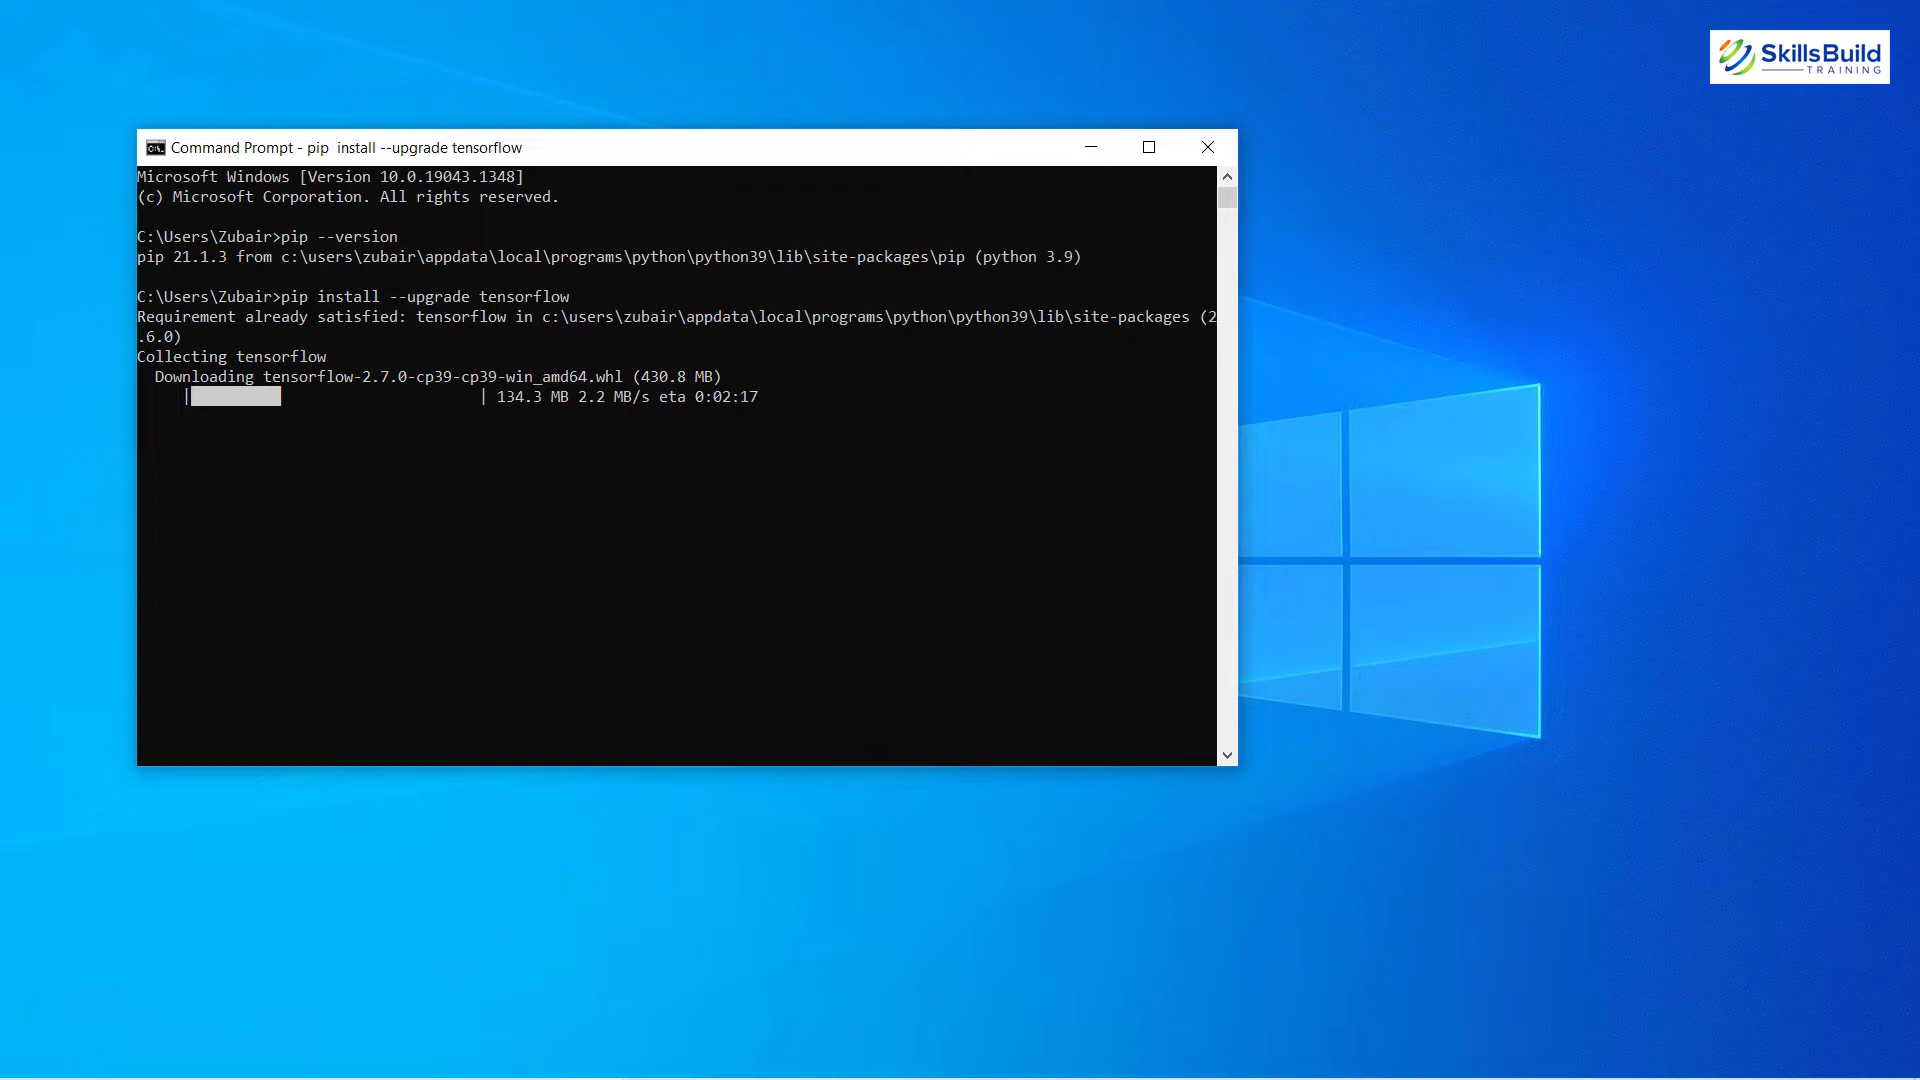 SkillsBuild
TRAINING
Command Prompt - pip  install --upgrade tensorflow
Microsoft Windows [Version 10.0.19043.1348]
(c) Microsoft Corporation. All rights reserved.
C:\Users\Zubair>pip --version
pip 21.1.3 from c:\users\zubair\appdata\local\programs\python\python39\lib\site-packages\pip (python 3.9)
C:\Users\Zubair>pip install --upgrade tensorflow
Requirement already satisfied: tensorflow in c:\users\zubair\appdata\local\programs\python\python39\lib\site-packages (2
.6.0)
Collecting tensorflow
Downloading tensorflow-2.7.0-cp39-cp39-win_amd64.whl (430.8 MB)
| | 134.3 MB 2.2 MB/s eta 0:02:17